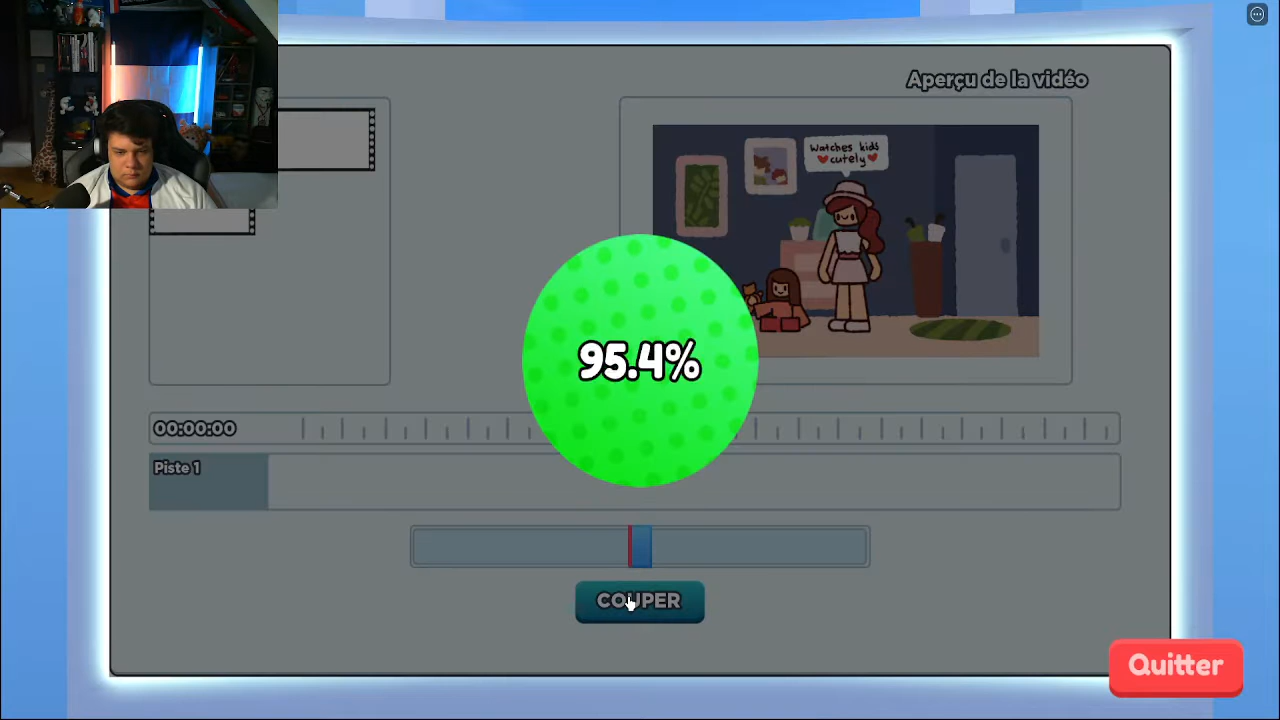 Aperçu de la vidéo
Watches kids
cutely
95.4%
00:00:00
Piste 1
COUPER
Quitter